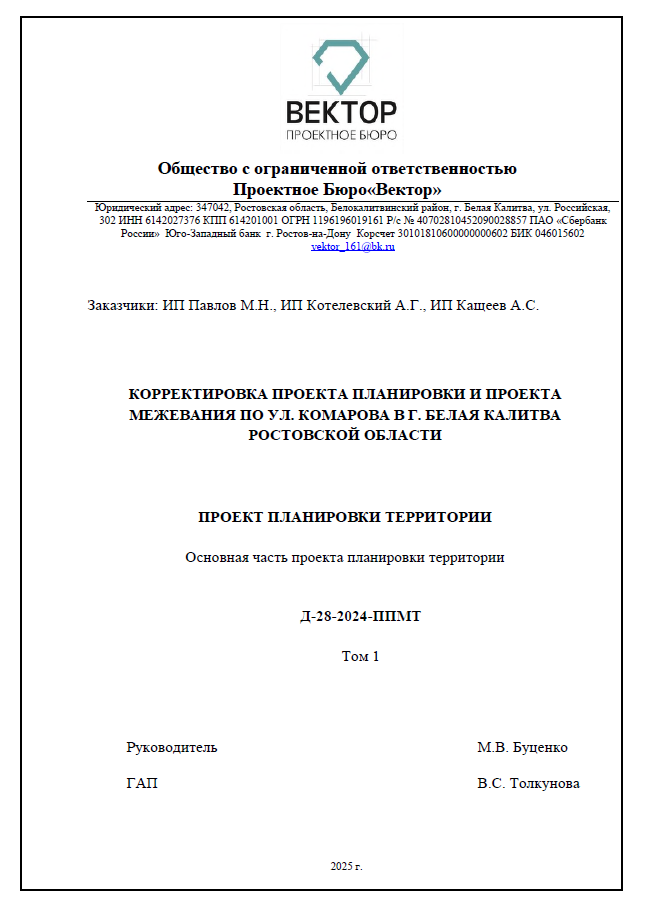 ВЕКТОР
ПРОЕКТНОЕ БЮРО
Общество с ограниченной ответственностью
Проектное Бюро«Вектор»
Юридический адрес: 347042, Ростовская область, Белокалитвинский район, г. Белая Калитва, ул. Российская,
302 ИНН 6142027376 КПП 614201001 ОГРН 1196196019161 Р/с № 40702810452090028857 ПАО «Сбербанк
России» Юго-Западный банк г. Ростов-на-Дону Корсчет 30101810600000000602 БИК 046015602
vektor_161@bk.ru
Заказчики: ИП Павлов М.Н., ИП Котелевский А.Г., ИП Кащеев А.С.
КОРРЕКТИРОВКА ПРОЕКТА ПЛАНИРОВКИ И ПРОЕКТА
МЕЖЕВАНИЯ ПО УЛ. КОМАРОВА В Г. БЕЛАЯ КАЛИТВА
РОСТОВСКОЙ ОБЛАСТИ
ПРОЕКТ ПЛАНИРОВКИ ТЕРРИТОРИИ
Основная часть проекта планировки территории
Д-28-2024-ППМТ
Том 1
Руководитель М.В. Буценко
ГАП В.С. Толкунова
2025 г.